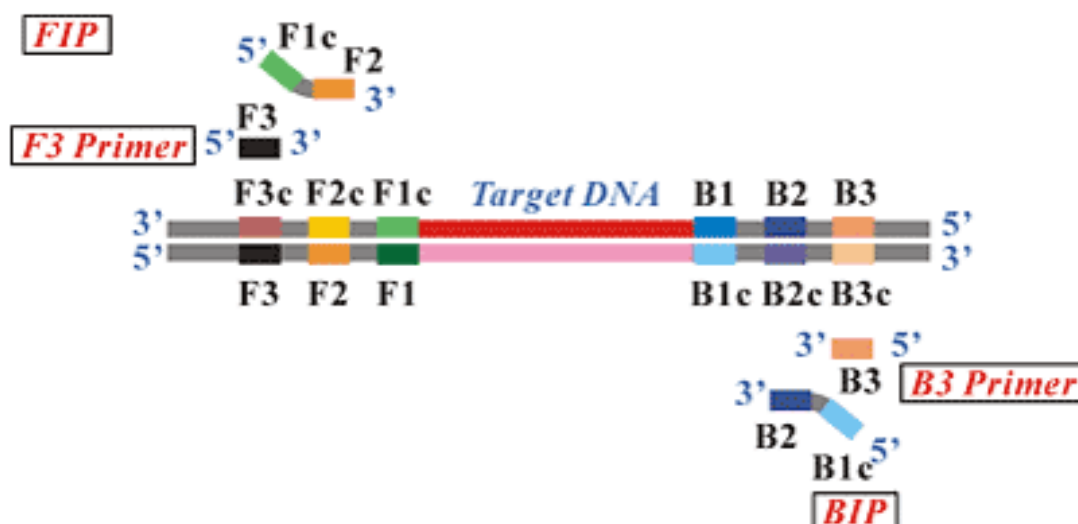 FIP
5’ F1c F2 3’
F3 Primer 5’ F3 3’
F3c F2c F1c Target DNA B1 B2 B3
3’ 5’
5’ 3’
F3 F2 F1 B1c B2c B3c
3’ B3 5’ B3 Primer
3’ B2 B1c 5’
BIP